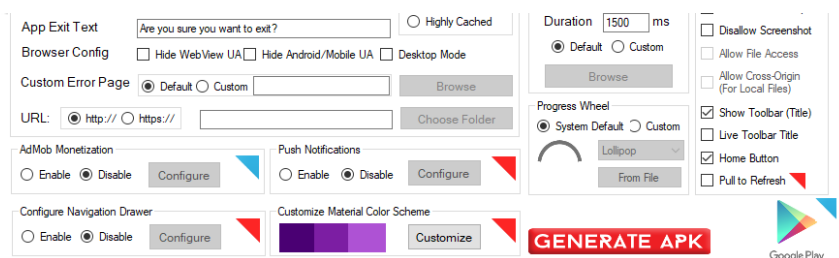 App Exit Text Are you sure you want to exit? Highly Cached
Browser Config Hide WebView UA Hide Android/Mobile UA Desktop Mode
Custom Error Page Default Custom Browse
URL: http:// https:// Choose Folder
AdMob Monetization
Enable Disable Configure
Push Notifications
Enable Disable Configure
Configure Navigation Drawer
Enable Disable Configure
Customize Material Color Scheme
Customize
Duration 1500 ms
Default Custom
Browse
Progress Wheel
System Default Custom
Lollipop
From File
Disallow Screenshot
Allow File Access
Allow Cross-Origin
(For Local Files)
Show Toolbar (Title)
Live Toolbar Title
Home Button
Pull to Refresh
GENERATE APK
Google Play